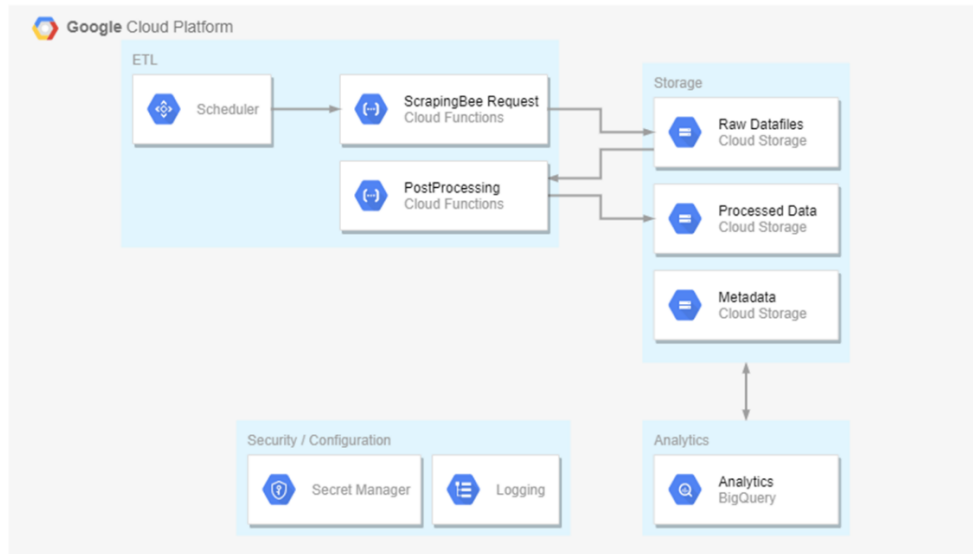 Google Cloud Platform
ETL
Scheduler
ScrapingBee Request
Cloud Functions
PostProcessing
Cloud Functions
Storage
Raw Datafiles
Cloud Storage
Processed Data
Cloud Storage
Metadata
Cloud Storage
Security / Configuration
Secret Manager
Logging
Analytics
Analytics
BigQuery